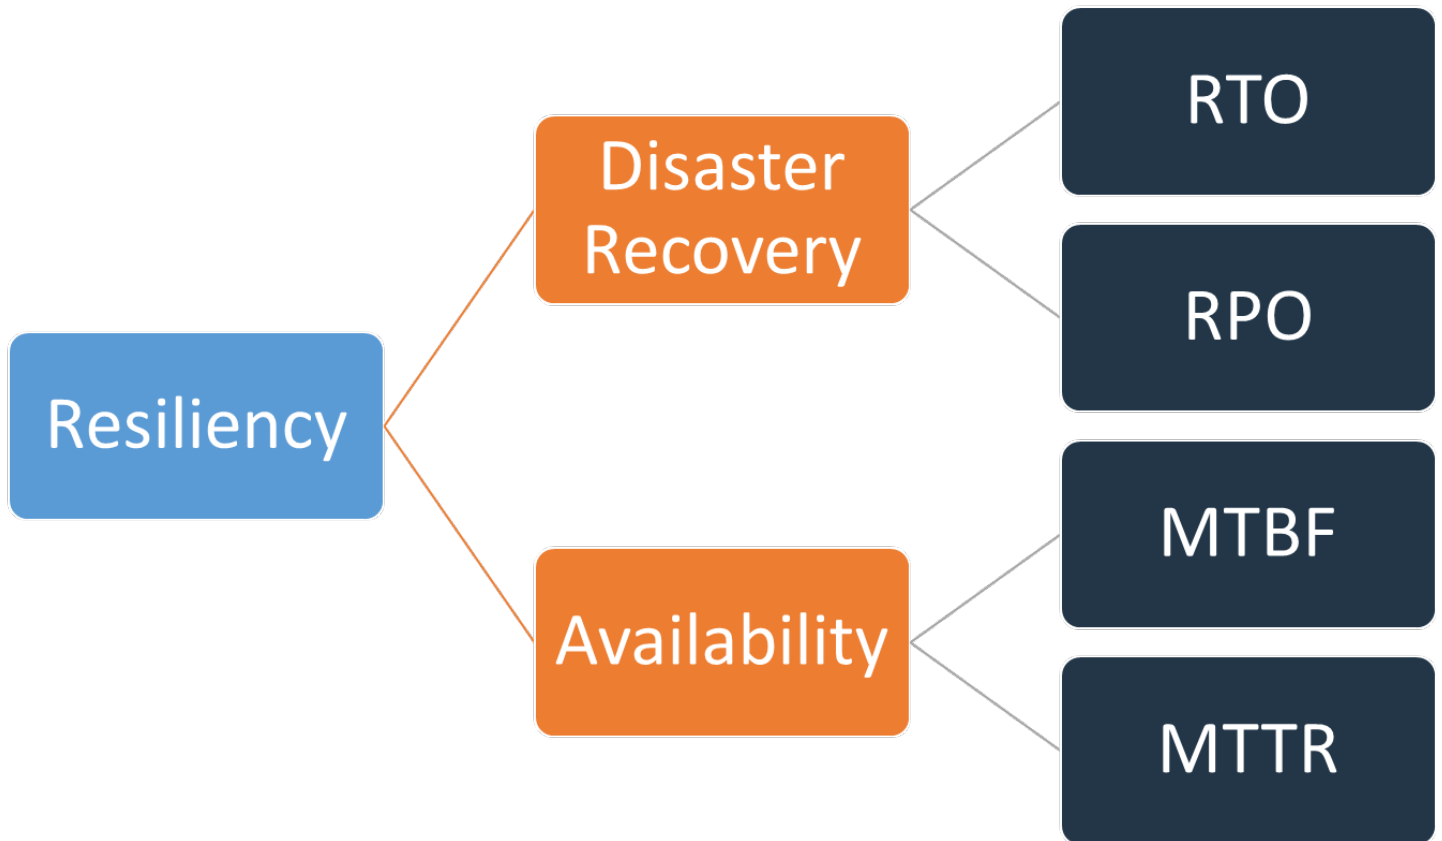 Resiliency
Disaster
Recovery
Availability
RTO
RPO
MTBF
MTTR